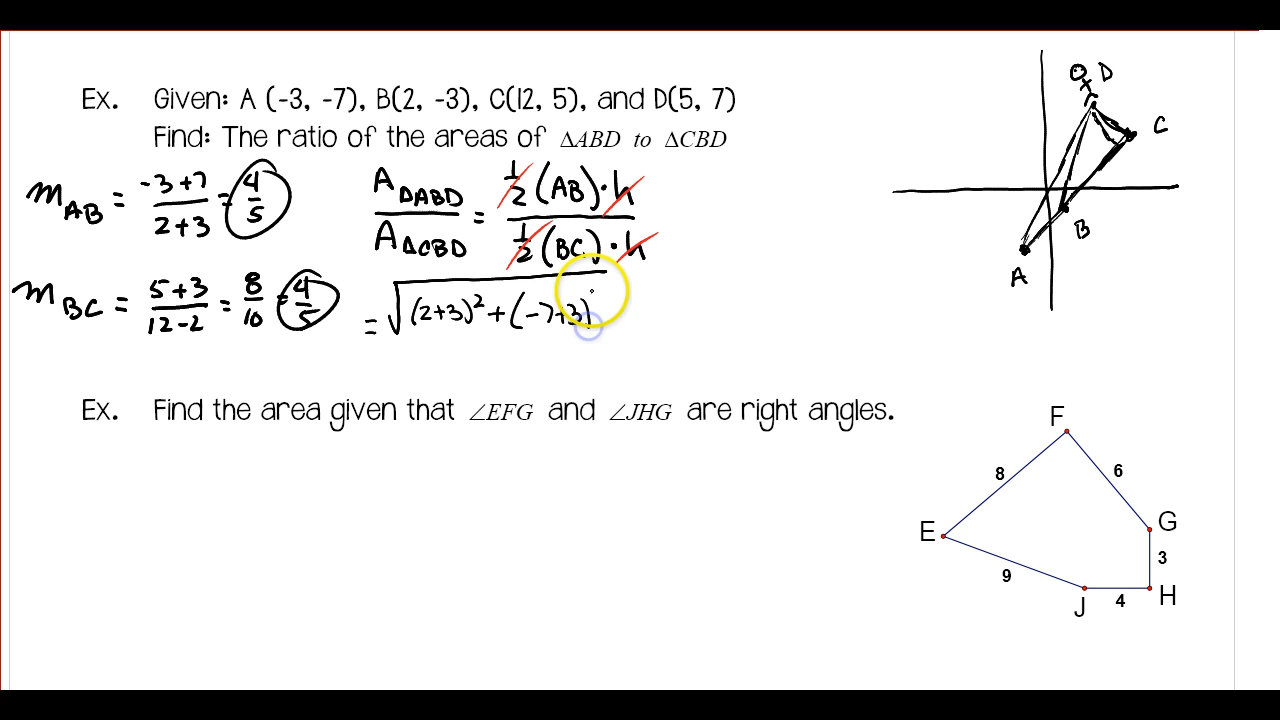 Ex. Given: A (-3, -7), B(2, -3), C(12, 5), and D(5, 7)
Find: The ratio of the areas of ΔABD to ΔCBD
m_AB = (-3+7)/(2+3) = 4/5
A_ΔABD / A_ΔCBD = ½(AB)·h / ½(BC)·h
m_BC = (5+3)/(12-2) = 8/10 = 4/5
= √(2+3)² + (-7+3)
D
C
B
A
Ex. Find the area given that ∠EFG and ∠JHG are right angles.
F
8
6
E
G
3
9
J
4
H